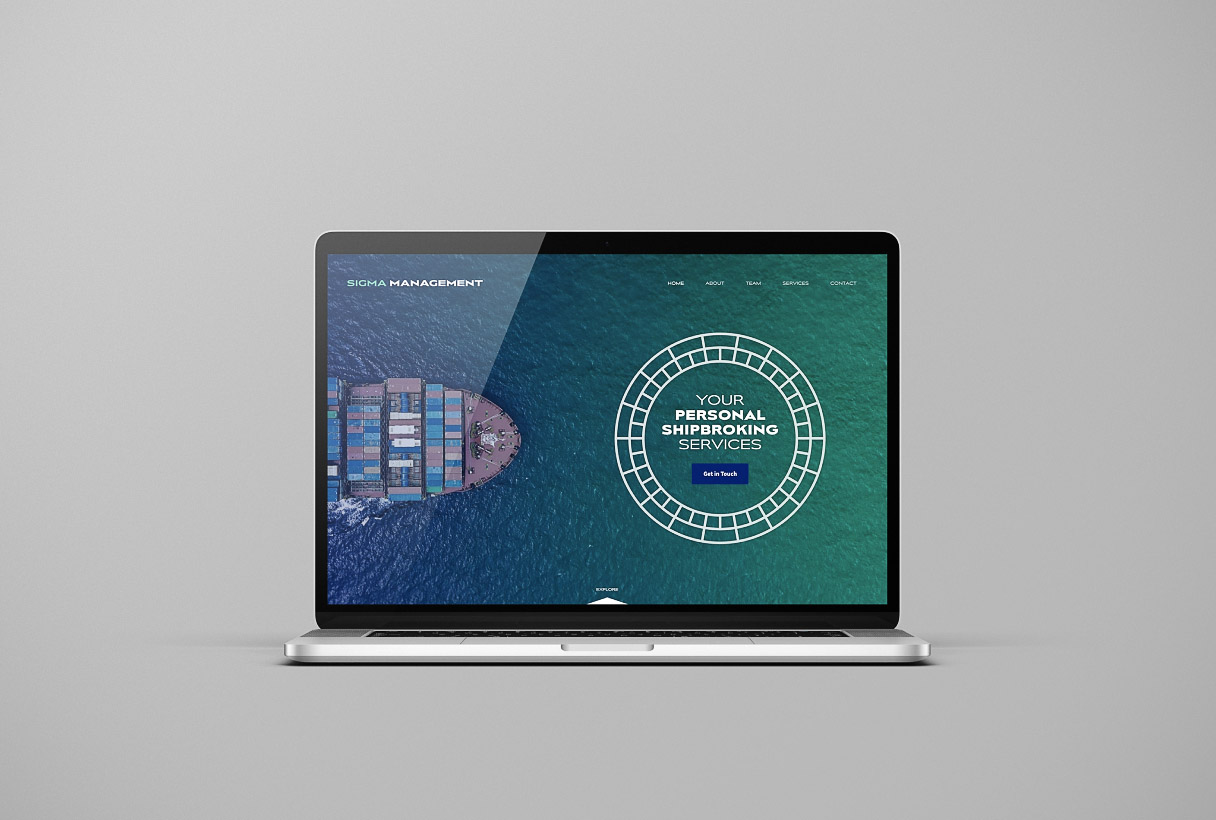 SIGMA MANAGEMENT
HOME ABOUT TEAM SERVICES CONTACT
YOUR
PERSONAL
SHIPBROKING
SERVICES
Get in Touch
EXPLORE